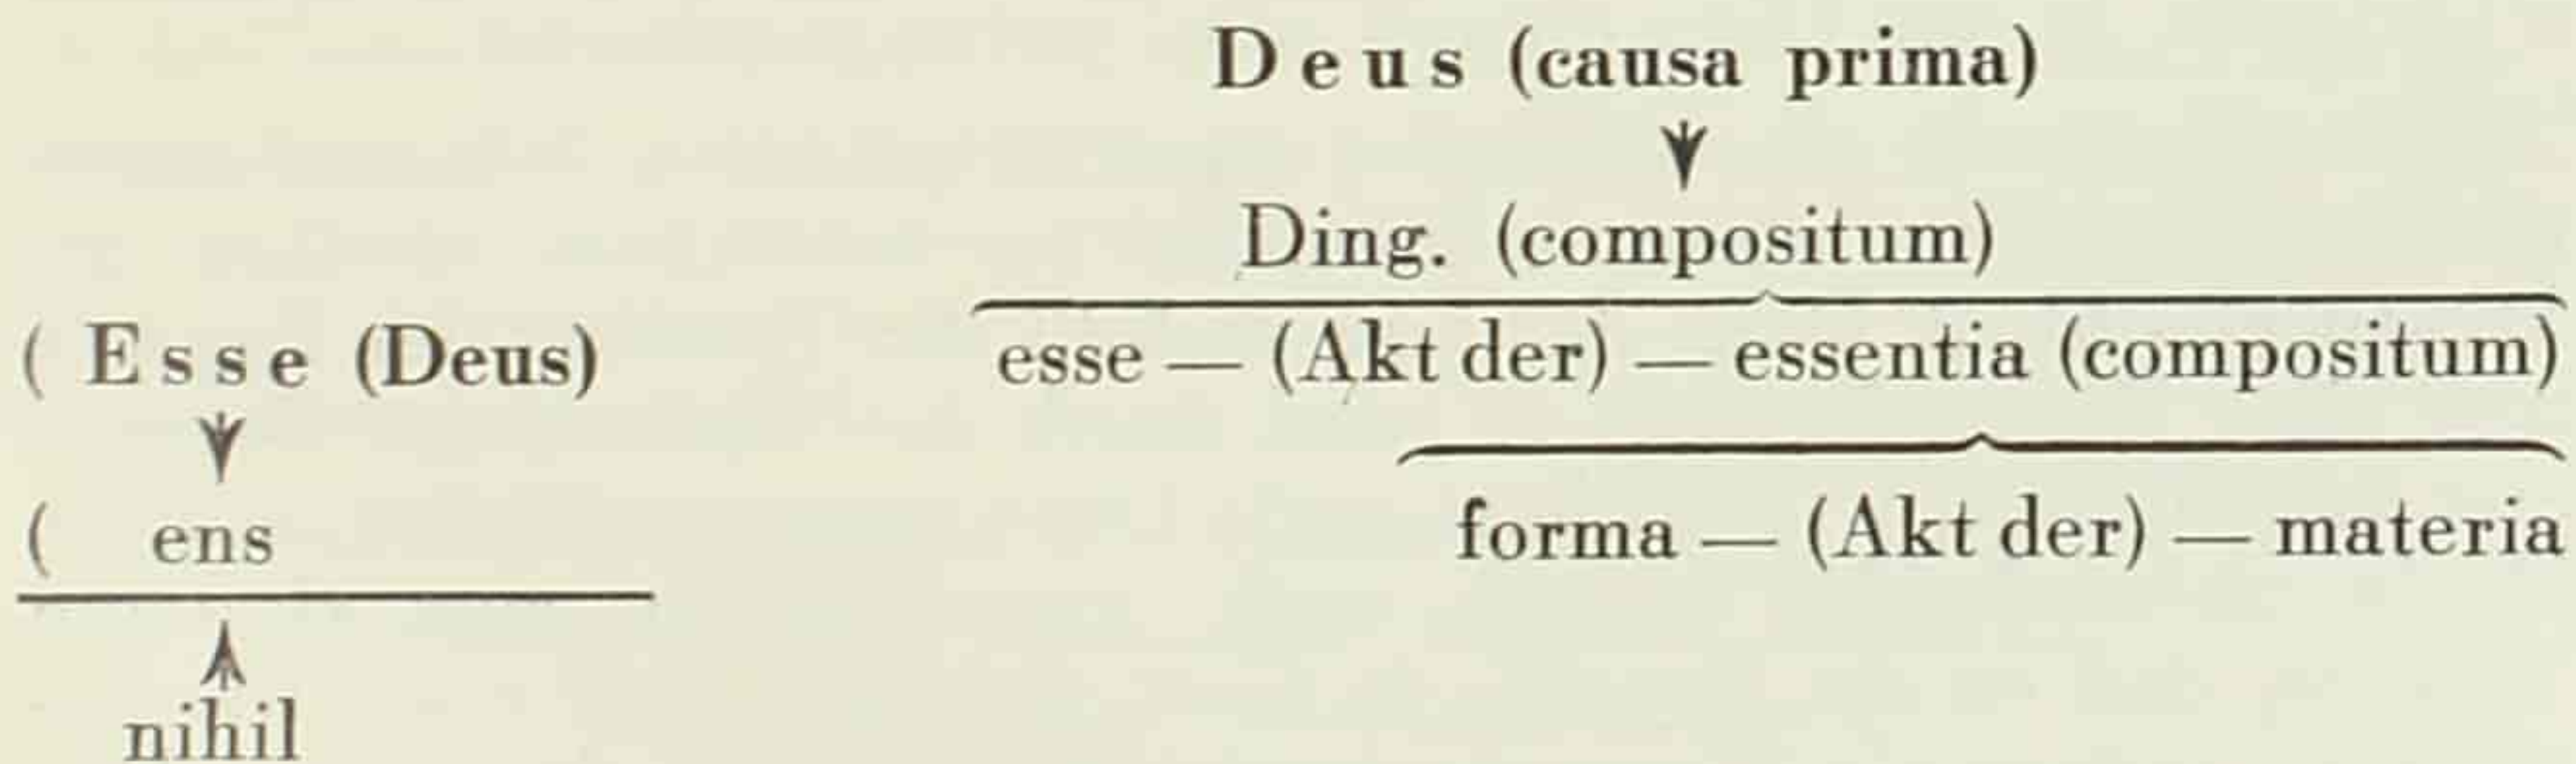 Deus (causa prima)
Ding. (compositum)
( Esse (Deus)
esse — (Akt der) — essentia (compositum)
( ens
forma — (Akt der) — materia
nihil